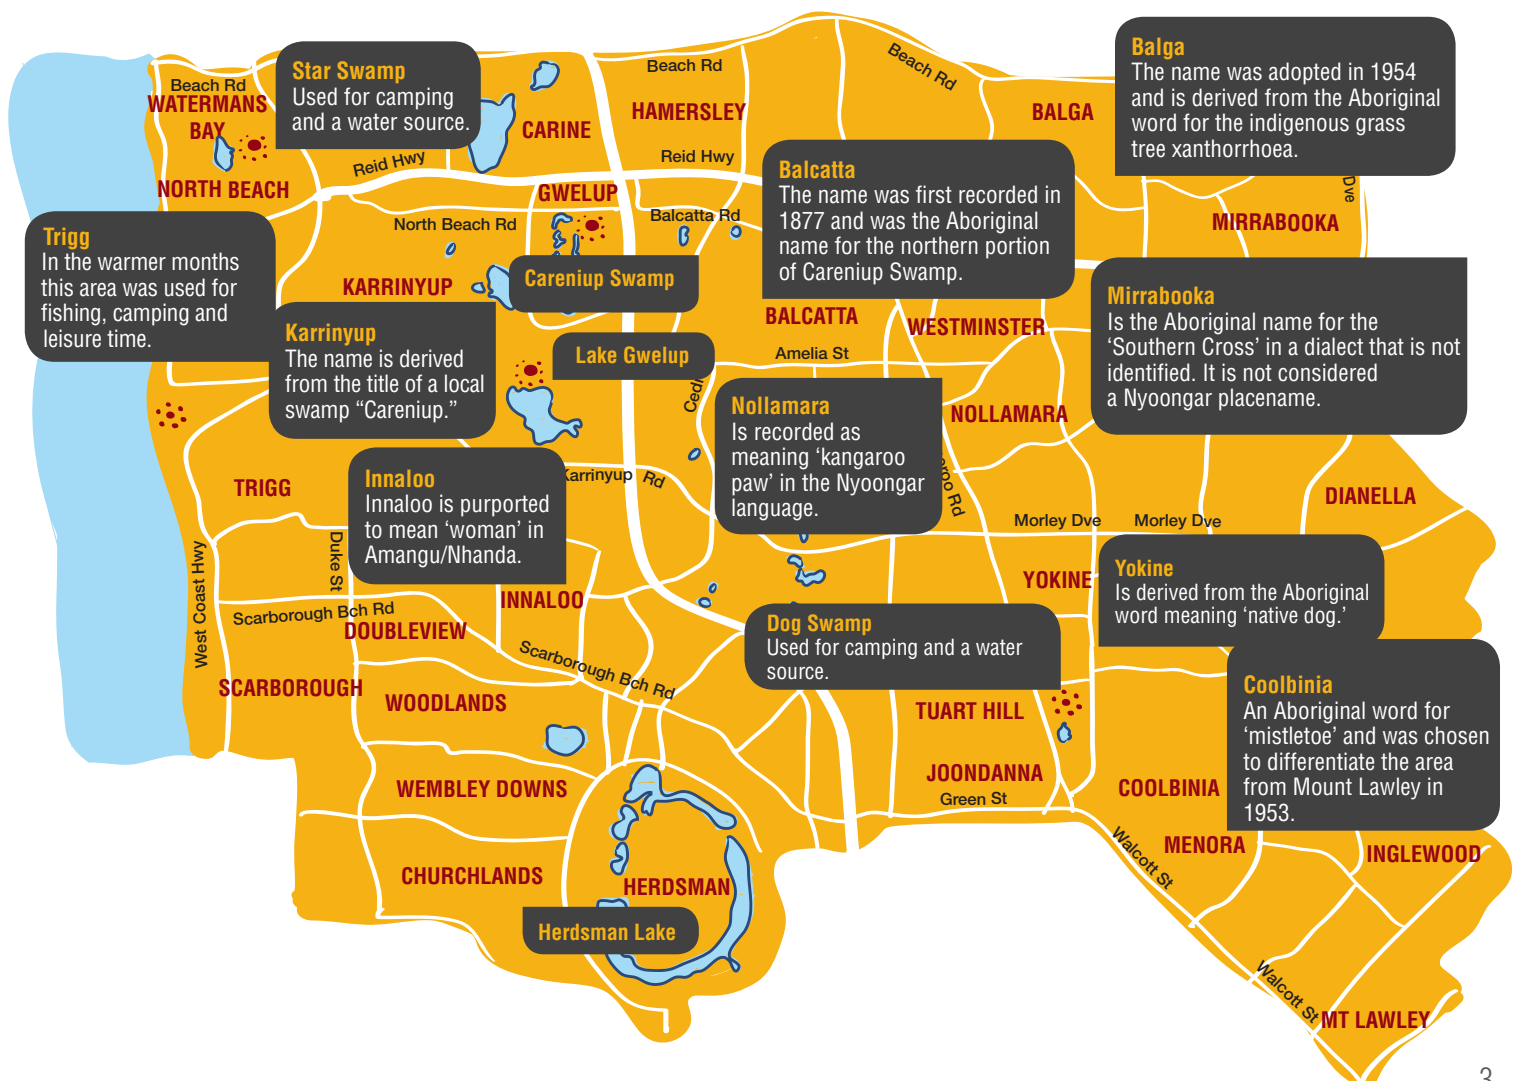 Beach Rd
WATERMANS
BAY
NORTH BEACH
Star Swamp
Used for camping
and a water source.
Reid Hwy
CARINE
Beach Rd
HAMERSLEY
Reid Hwy
Beach Rd
BALGA
Balga
The name was adopted in 1954
and is derived from the Aboriginal
word for the indigenous grass
tree xanthorrhoea.
Dve
MIRRABOOKA
Trigg
In the warmer months
this area was used for
fishing, camping and
leisure time.
North Beach Rd
GWELUP
Balcatta Rd
Balcatta
The name was first recorded in
1877 and was the Aboriginal
name for the northern portion
of Careniup Swamp.
KARRINYUP
Careniup Swamp
BALCATTA
WESTMINSTER
Mirrabooka
Is the Aboriginal name for the
‘Southern Cross’ in a dialect that is not
identified. It is not considered
a Nyoongar placename.
Karrinyup
The name is derived
from the title of a local
swamp “Careniup.”
Lake Gwelup
Amelia St
Nollamara
Is recorded as
meaning ‘kangaroo
paw’ in the Nyoongar
language.
NOLLAMARA
Rd
TRIGG
Innaloo
Innaloo is purported
to mean ‘woman’ in
Amangu/Nhanda.
Karrinyup Rd
DIANELLA
Morley Dve
Morley Dve
West Coast Hwy
Duke St
Scarborough Bch Rd
INNALOO
DOUBLEVIEW
Scarborough Bch Rd
YOKINE
Yokine
Is derived from the Aboriginal
word meaning ‘native dog.’
Dog Swamp
Used for camping and a water
source.
SCARBOROUGH
WOODLANDS
TUART HILL
Coolbinia
An Aboriginal word for
‘mistletoe’ and was chosen
to differentiate the area
from Mount Lawley in
1953.
WEMBLEY DOWNS
JOONDANNA
Green St
COOLBINIA
Walcott St
MENORA
INGLEWOOD
CHURCHLANDS
HERDSMAN
Herdsman Lake
Walcott St
MT LAWLEY
3